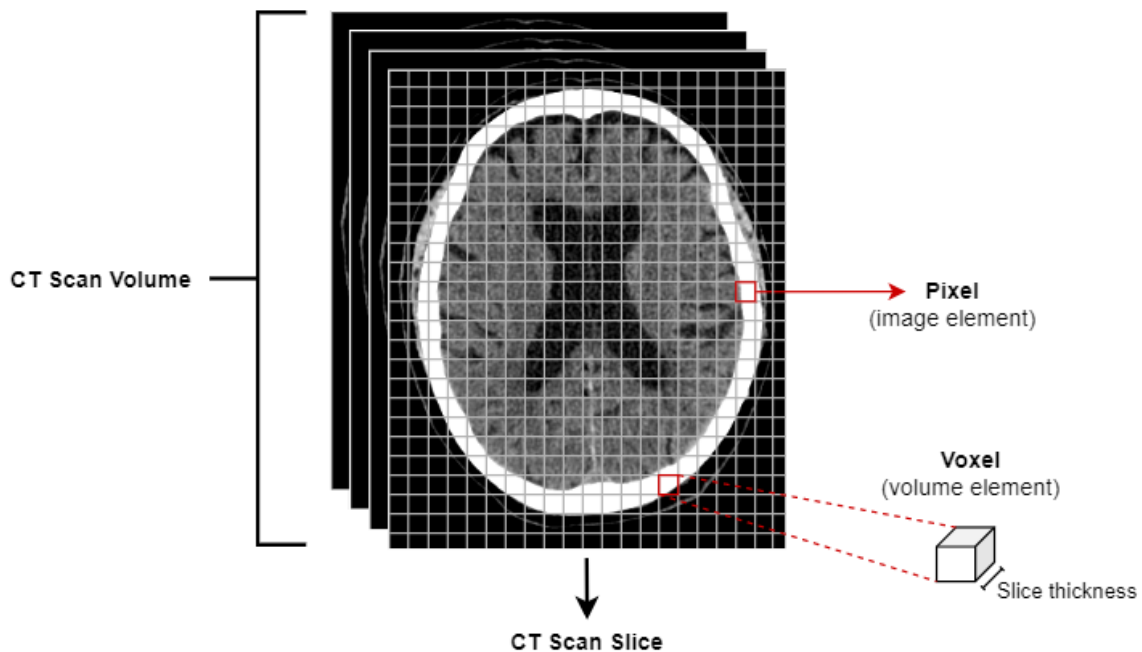 CT Scan Volume
Pixel
(image element)
Voxel
(volume element)
Slice thickness
CT Scan Slice